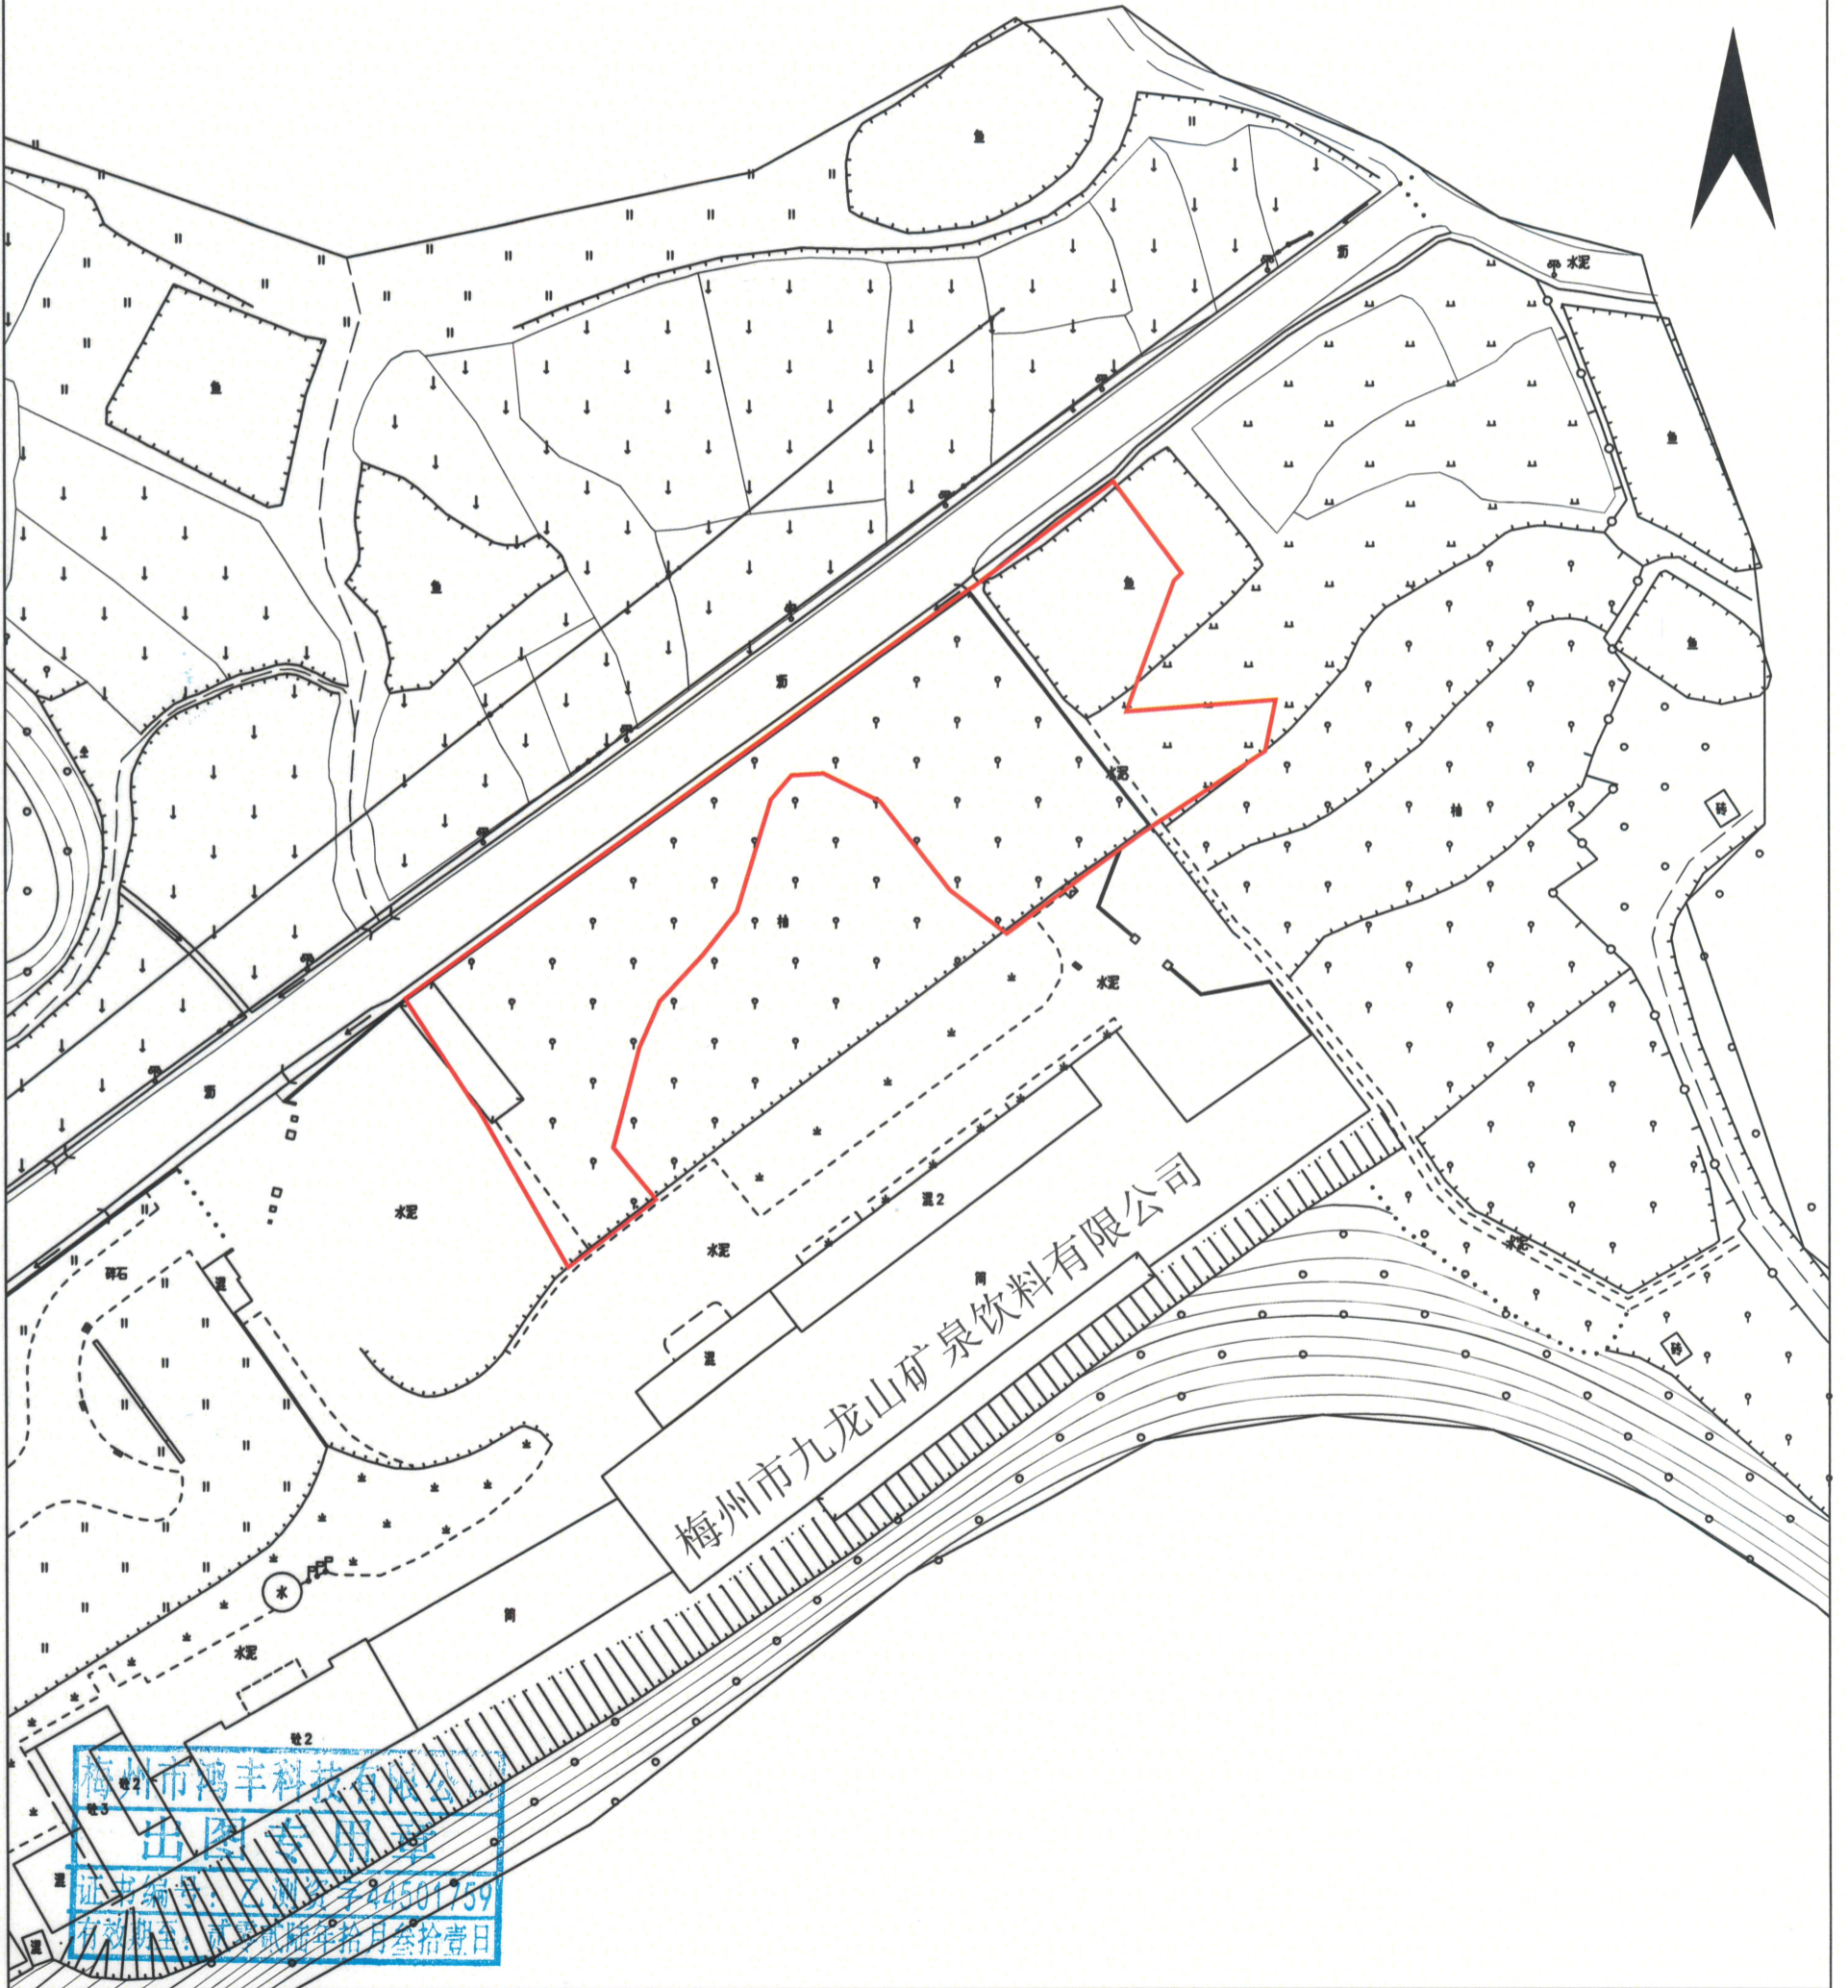 鱼
水泥
沥
鱼
鱼
鱼
鱼
鱼
沥
水泥
柚
砖
柚
水泥
沥
混2
水泥
水泥
水泥
碎石
混
简
砖
混
梅州市九龙山矿泉饮料有限公司
水
简
水泥
砼2
砼2
砼3
混
混
梅州市鸿丰科技有限公司
出图专用章
证书编号：乙测资字44501759
有效期至：贰零贰陆年拾月叁拾壹日